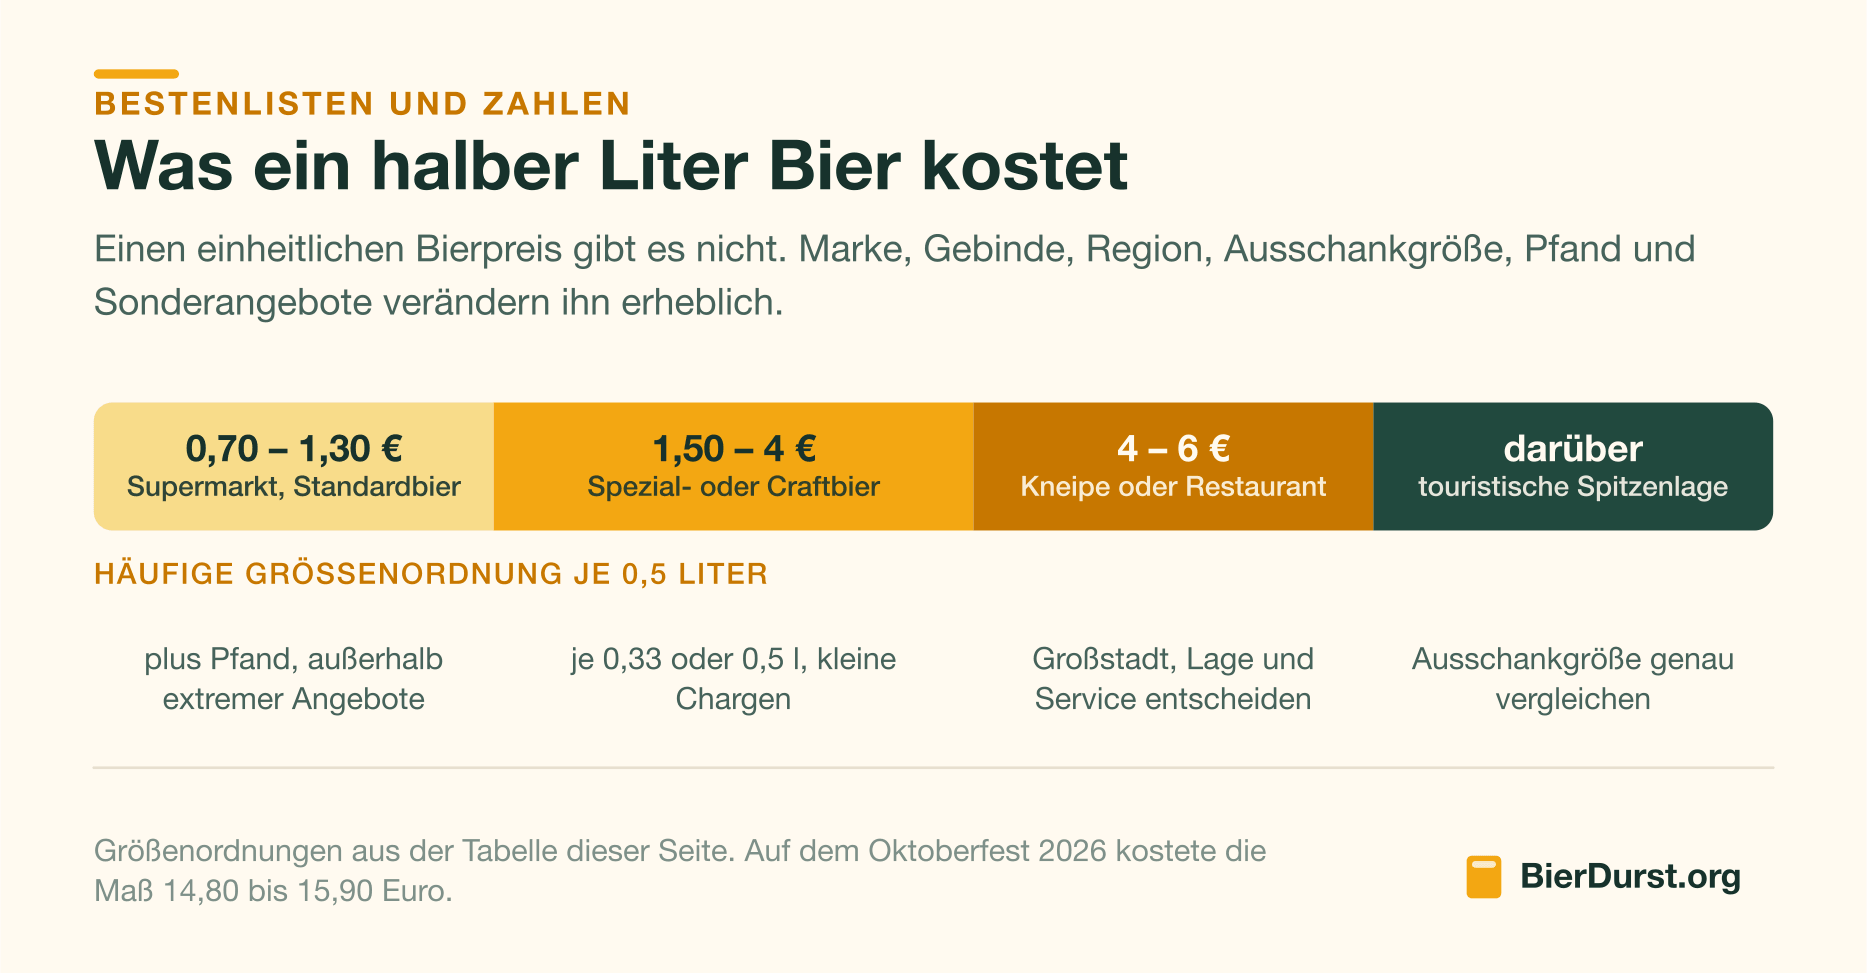 BESTENLISTEN UND ZAHLEN
Was ein halber Liter Bier kostet
Einen einheitlichen Bierpreis gibt es nicht. Marke, Gebinde, Region, Ausschankgröße, Pfand und
Sonderangebote verändern ihn erheblich.
0,70 – 1,30 €
Supermarkt, Standardbier
1,50 – 4 €
Spezial- oder Craftbier
4 – 6 €
Kneipe oder Restaurant
darüber
touristische Spitzenlage
HÄUFIGE GRÖSSENORDNUNG JE 0,5 LITER
plus Pfand, außerhalb
extremer Angebote
je 0,33 oder 0,5 l, kleine
Chargen
Großstadt, Lage und
Service entscheiden
Ausschankgröße genau
vergleichen
Größenordnungen aus der Tabelle dieser Seite. Auf dem Oktoberfest 2026 kostete die
Maß 14,80 bis 15,90 Euro.
BierDurst.org